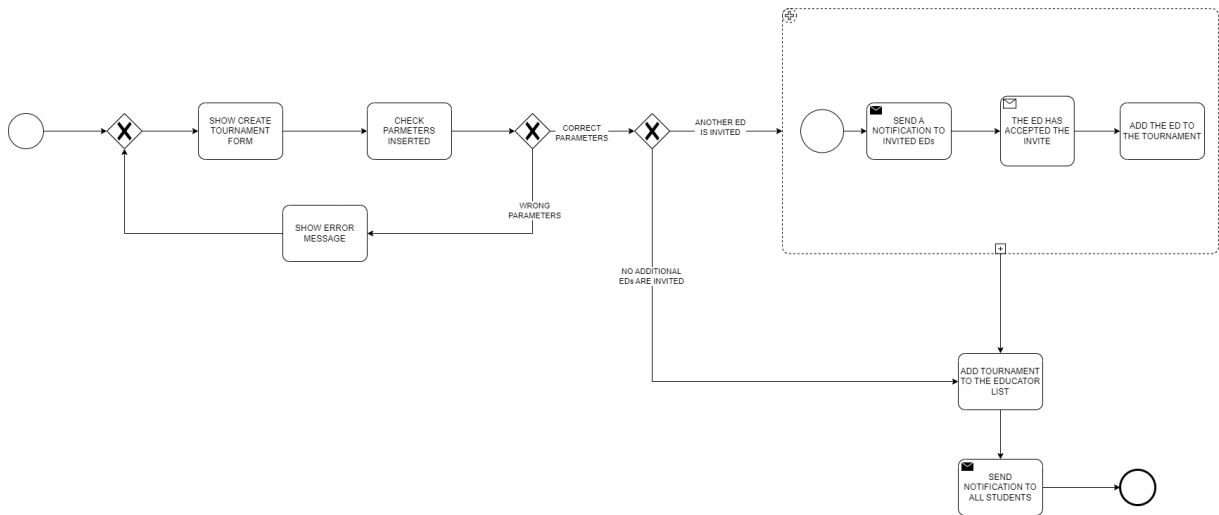 SHOW CREATE
TOURNAMENT
FORM
CHECK
PARMETERS
INSERTED
CORRECT
PARAMETERS
WRONG
PARAMETERS
SHOW ERROR
MESSAGE
ANOTHER ED
IS INVITED
NO ADDITIONAL
EDs ARE INVITED
SEND A
NOTIFICATION TO
INVITED EDs
THE ED HAS
ACCEPTED THE
INVITE
ADD THE ED TO
THE TOURNAMENT
ADD TOURNAMENT
TO THE EDUCATOR
LIST
SEND
NOTIFICATION TO
ALL STUDENTS